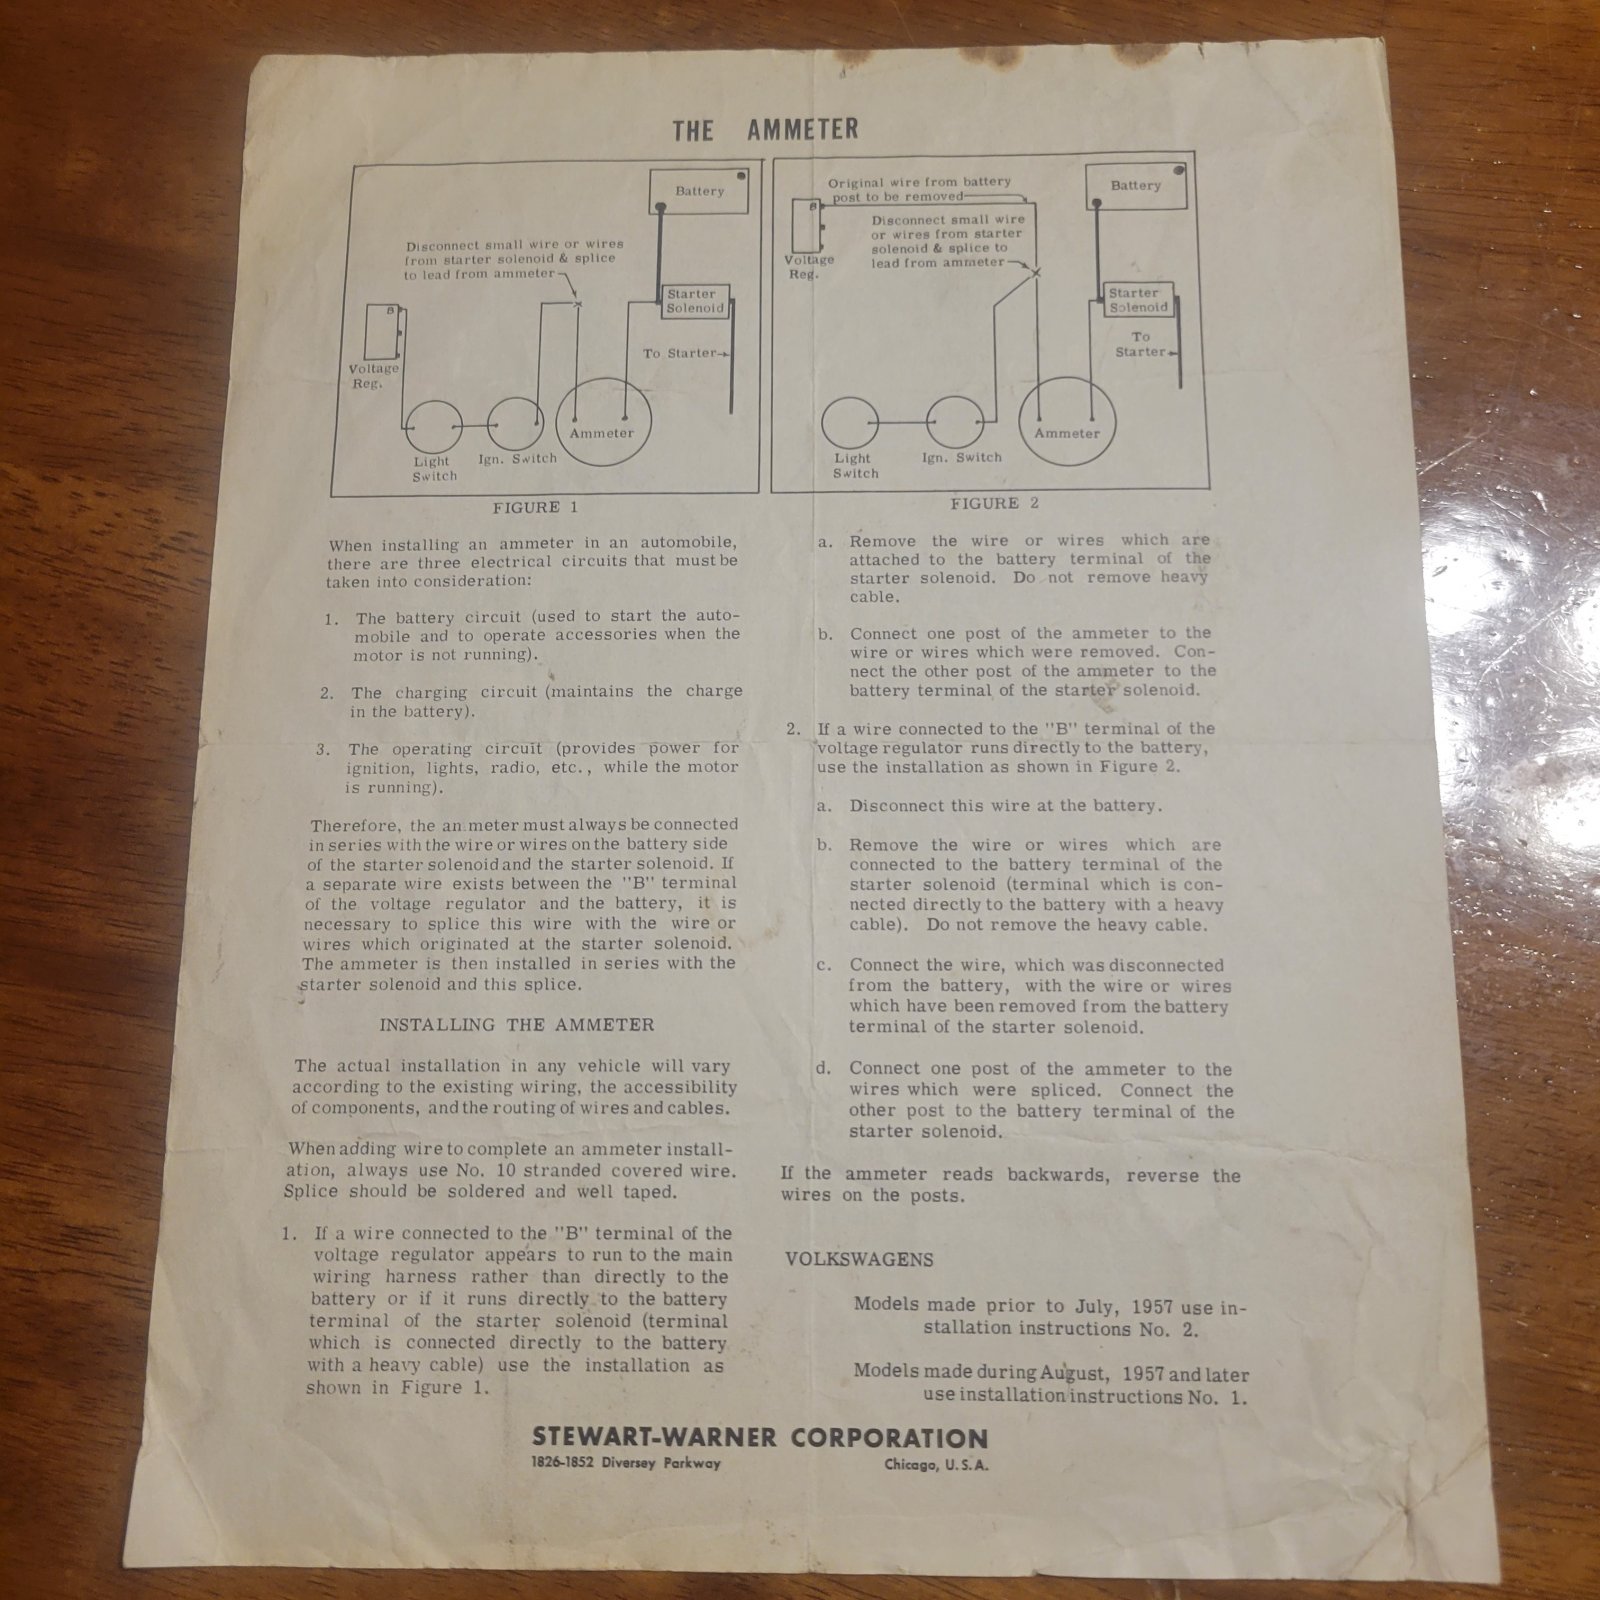 THE AMMETER
Battery
Disconnect small wire or wires
from starter solenoid & splice
to lead from ammeter
B
Starter
Solenoid
Voltage
Reg.
To Starter
Ammeter
Light
Switch
Ign. Switch
FIGURE 1
Original wire from battery
post to be removed
Battery
B
Disconnect small wire
or wires from starter
solenoid & splice to
lead from ammeter
Voltage
Reg.
Starter
Solenoid
To
Starter
Ammeter
Light
Switch
Ign. Switch
FIGURE 2
When installing an ammeter in an automobile,
there are three electrical circuits that must be
taken into consideration:
1. The battery circuit (used to start the auto-
mobile and to operate accessories when the
motor is not running).
2. The charging circuit (maintains the charge
in the battery).
3. The operating circuit (provides power for
ignition, lights, radio, etc., while the motor
is running).
Therefore, the ammeter must always be connected
in series with the wire or wires on the battery side
of the starter solenoid and the starter solenoid. If
a separate wire exists between the "B" terminal
of the voltage regulator and the battery, it is
necessary to splice this wire with the wire or
wires which originated at the starter solenoid.
The ammeter is then installed in series with the
starter solenoid and this splice.
INSTALLING THE AMMETER
The actual installation in any vehicle will vary
according to the existing wiring, the accessibility
of components, and the routing of wires and cables.
When adding wire to complete an ammeter install-
ation, always use No. 10 stranded covered wire.
Splice should be soldered and well taped.
1. If a wire connected to the "B" terminal of the
voltage regulator appears to run to the main
wiring harness rather than directly to the
battery or if it runs directly to the battery
terminal of the starter solenoid (terminal
which is connected directly to the battery
with a heavy cable) use the installation as
shown in Figure 1.
a. Remove the wire or wires which are
attached to the battery terminal of the
starter solenoid. Do not remove heavy
cable.
b. Connect one post of the ammeter to the
wire or wires which were removed. Con-
nect the other post of the ammeter to the
battery terminal of the starter solenoid.
2. If a wire connected to the "B" terminal of the
voltage regulator runs directly to the battery,
use the installation as shown in Figure 2.
a. Disconnect this wire at the battery.
b. Remove the wire or wires which are
connected to the battery terminal of the
starter solenoid (terminal which is con-
nected directly to the battery with a heavy
cable). Do not remove the heavy cable.
c. Connect the wire, which was disconnected
from the battery, with the wire or wires
which have been removed from the battery
terminal of the starter solenoid.
d. Connect one post of the ammeter to the
wires which were spliced. Connect the
other post to the battery terminal of the
starter solenoid.
If the ammeter reads backwards, reverse the
wires on the posts.
VOLKSWAGENS
Models made prior to July, 1957 use in-
stallation instructions No. 2.
Models made during August, 1957 and later
use installation instructions No. 1.
STEWART-WARNER CORPORATION
1826-1852 Diversey Parkway Chicago, U.S.A.